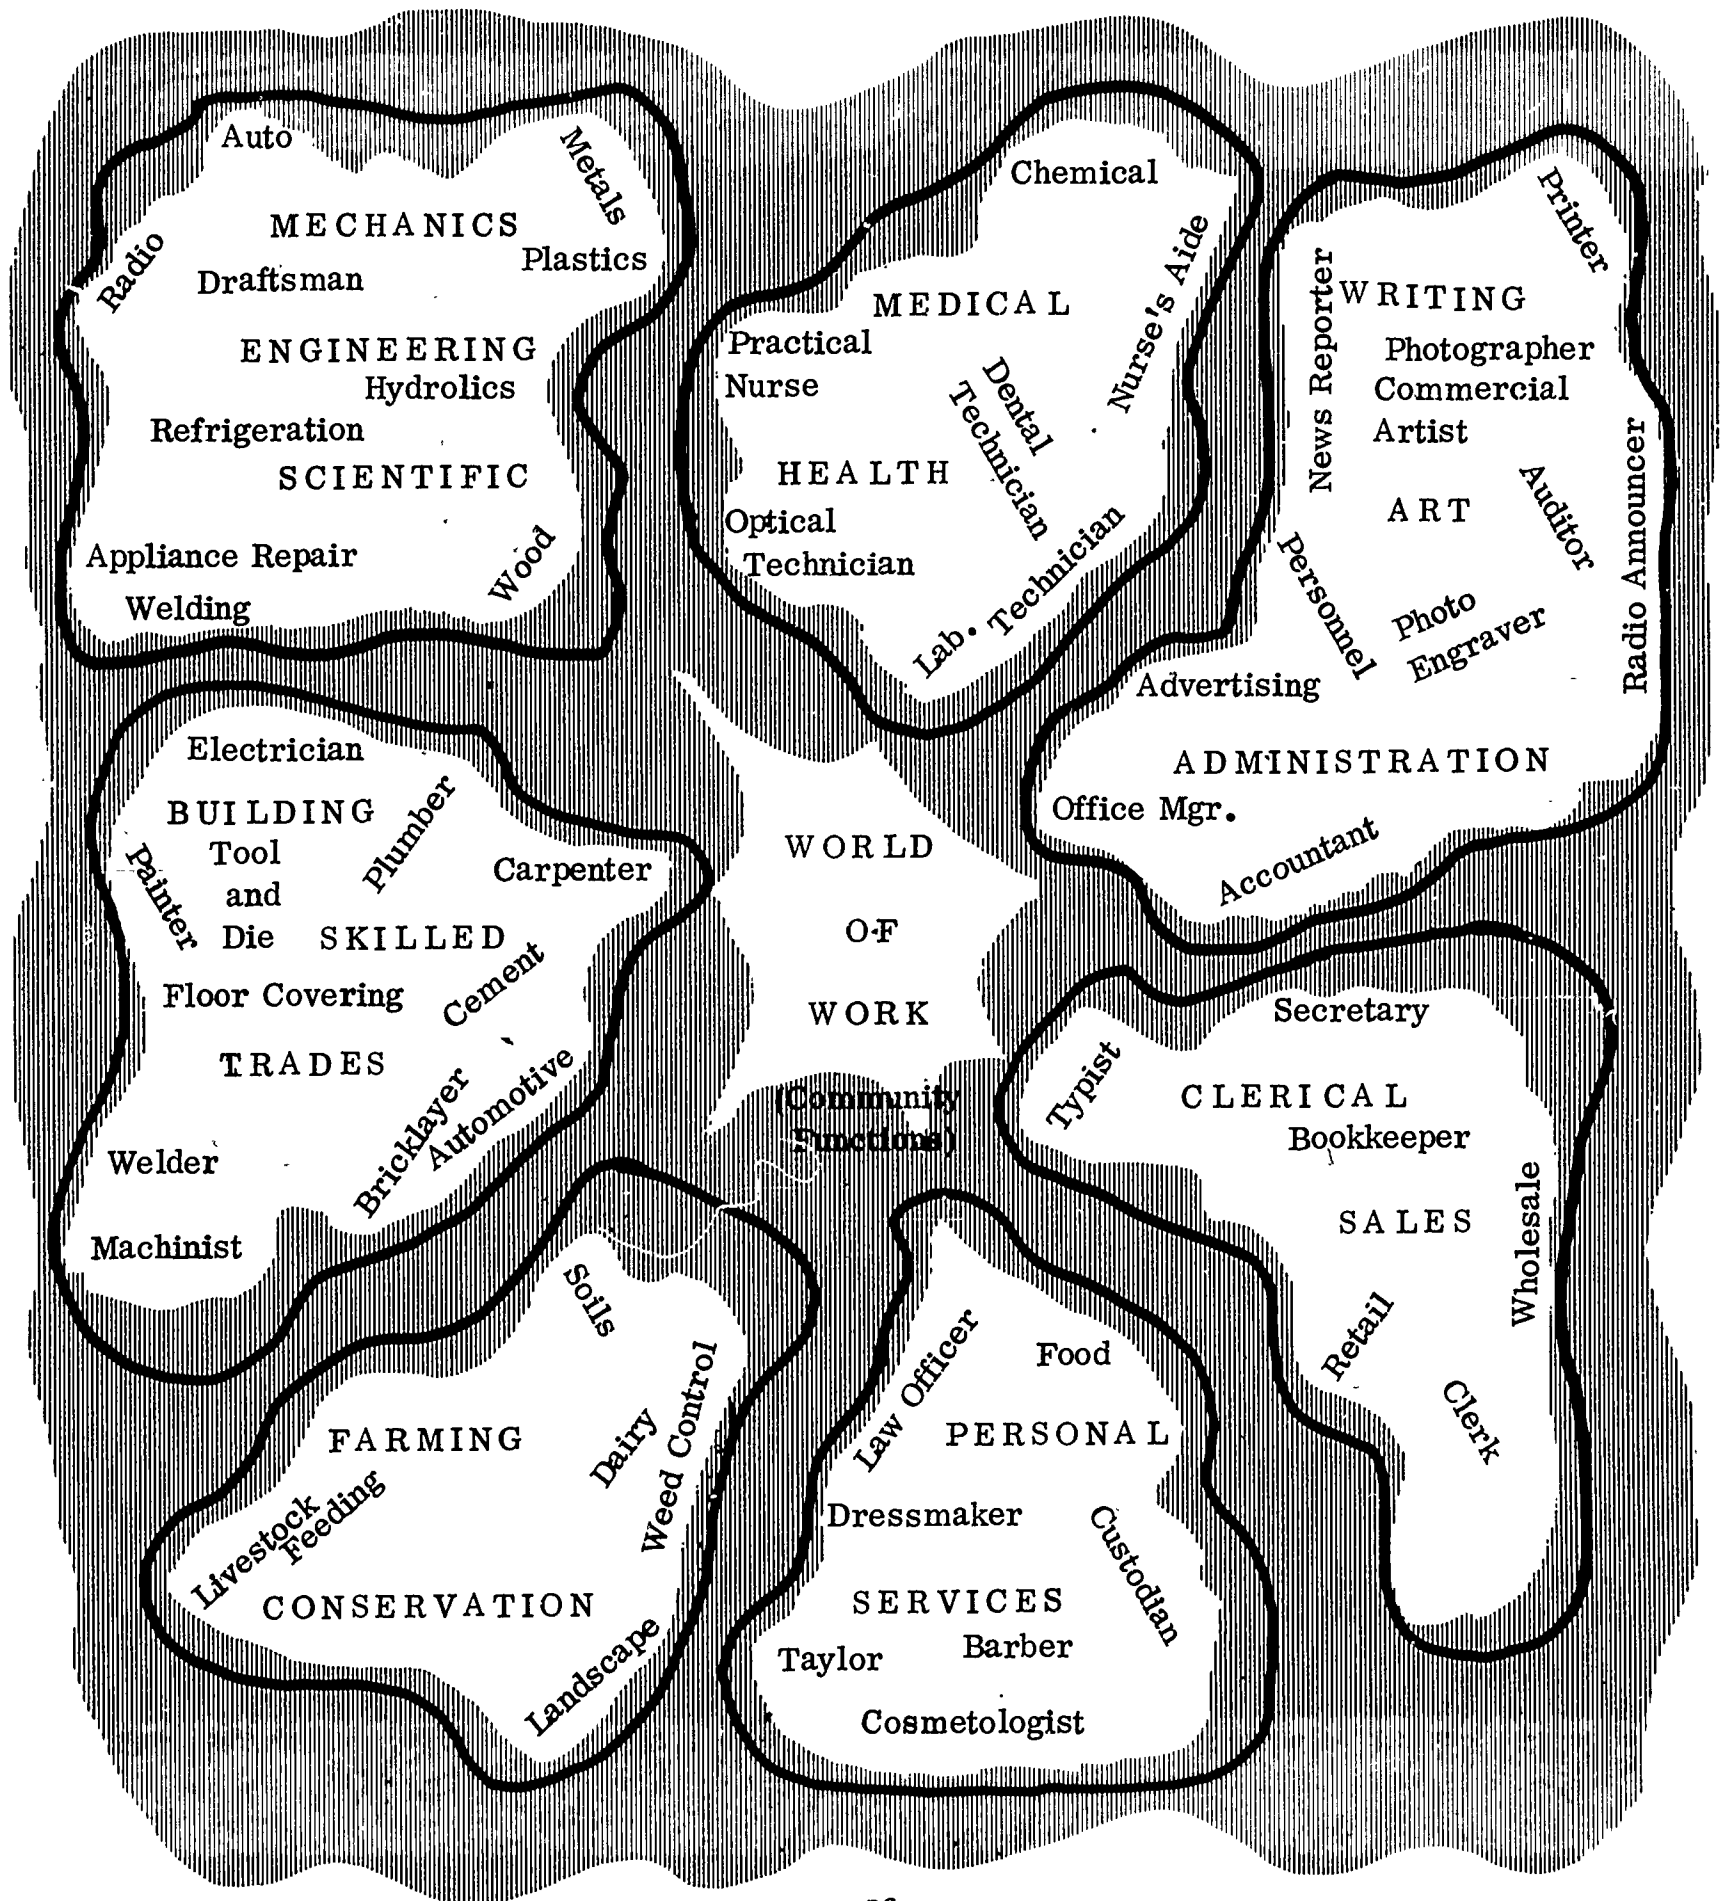 Auto
Metals
MECHANICS
Radio
Plastics
Draftsman
ENGINEERING
Hydrolics
Refrigeration
SCIENTIFIC
Appliance Repair
Wood
Welding
Chemical
Nurse's Aide
MEDICAL
Practical
Nurse
Dental
Technician
HEALTH
Optical
Technician
Lab. Technician
Printer
News Reporter
WRITING
Photographer
Commercial
Artist
Auditor
Radio Announcer
ART
Personnel
Photo
Engraver
Advertising
ADMINISTRATION
Office Mgr.
Accountant
Electrician
BUILDING
Plumber
Tool
and
Die
Painter
Carpenter
SKILLED
Floor Covering
Cement
TRADES
Bricklayer
Automotive
Welder
Machinist
WORLD
OF
WORK
(Community
Functions)
Secretary
Typist
CLERICAL
Bookkeeper
SALES
Wholesale
Retail
Clerk
Soils
FARMING
Dairy
Weed Control
Livestock
Feeding
CONSERVATION
Landscape
Law Officer
Food
PERSONAL
Dressmaker
Custodian
SERVICES
Taylor
Barber
Cosmetologist